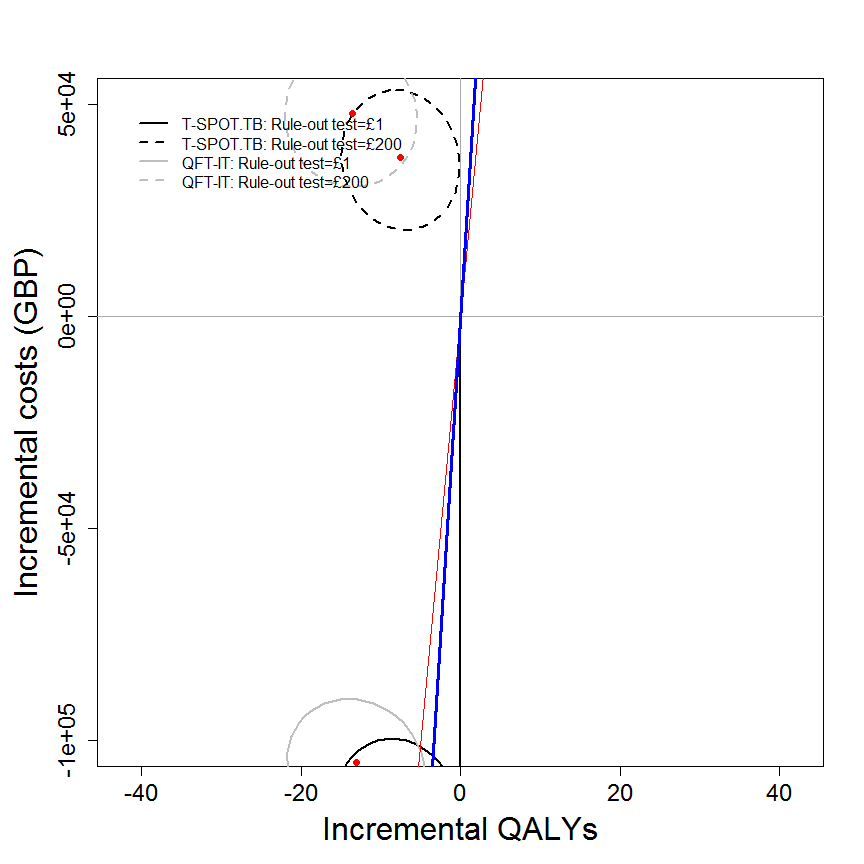 T-SPOT.TB: Rule-out test=£1
T-SPOT.TB: Rule-out test=£200
QFT-IT: Rule-out test=£1
QFT-IT: Rule-out test=£200
Incremental costs (GBP)
5e+04
0e+00
-5e+04
-1e+05
-40 -20 0 20 40
Incremental QALYs